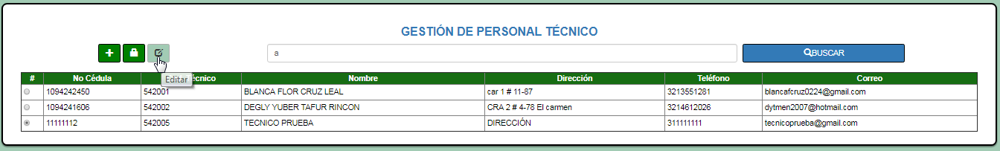 GESTIÓN DE PERSONAL TÉCNICO
a BUSCAR
Editar
# No Cédula écnico Nombre Dirección Teléfono Correo
1094242450 542001 BLANCA FLOR CRUZ LEAL car 1 # 11-87 3213551281 blancafcruz0224@gmail.com
1094241606 542002 DEGLY YUBER TAFUR RINCON CRA 2 # 4-78 El carmen 3214612026 dytmen2007@hotmail.com
11111112 542005 TECNICO PRUEBA DIRECCIÓN 311111111 tecnicoprueba@gmail.com